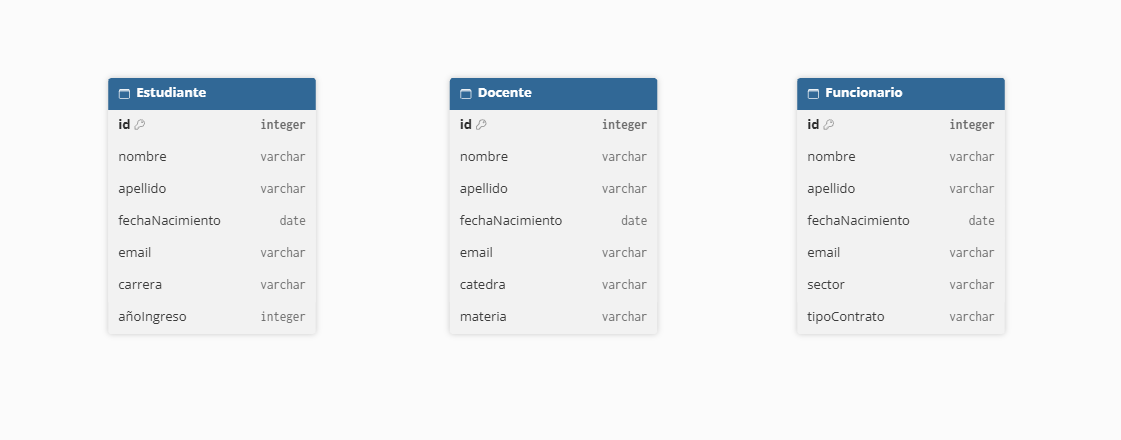 Estudiante
id integer
nombre varchar
apellido varchar
fechaNacimiento date
email varchar
carrera varchar
añoIngreso integer
Docente
id integer
nombre varchar
apellido varchar
fechaNacimiento date
email varchar
catedra varchar
materia varchar
Funcionario
id integer
nombre varchar
apellido varchar
fechaNacimiento date
email varchar
sector varchar
tipoContrato varchar